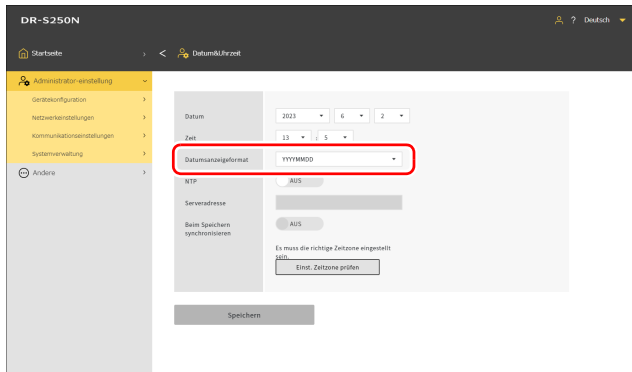 DR-S250N
? Deutsch
Startseite
< Datum&Uhrzeit
Administrator-einstellung
Gerätekonfiguration
Netzwerkeinstellungen
Kommunikationseinstellungen
Systemverwaltung
Andere
Datum 2023 6 2
Zeit 13 : 5
Datumsanzeigeformat YYYYMMDD
NTP AUS
Serveradresse
Beim Speichern AUS
synchronisieren
Es muss die richtige Zeitzone eingestellt
sein.
Einst. Zeitzone prüfen
Speichern